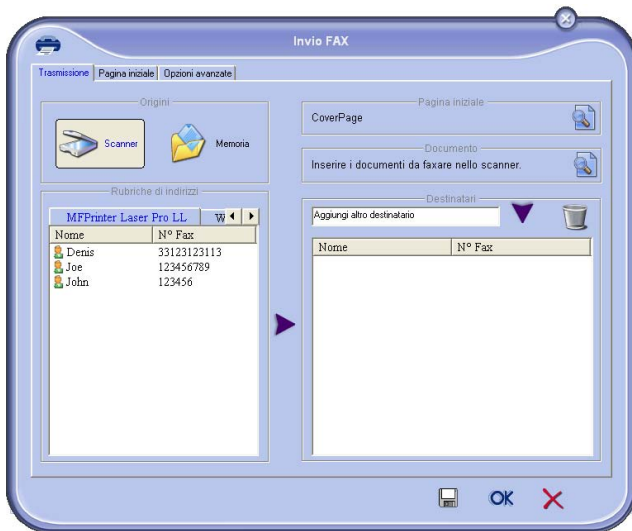 Invio FAX
Trasmissione Pagina iniziale Opzioni avanzate
Origini
Scanner
Memoria
Pagina iniziale
CoverPage
Documento
Inserire i documenti da faxare nello scanner.
Rubriche di indirizzi
MFPrinter Laser Pro LL W
Nome N° Fax
Denis 33123123113
Joe 123456789
John 123456
Destinatari
Aggiungi altro destinatario
Nome N° Fax
OK